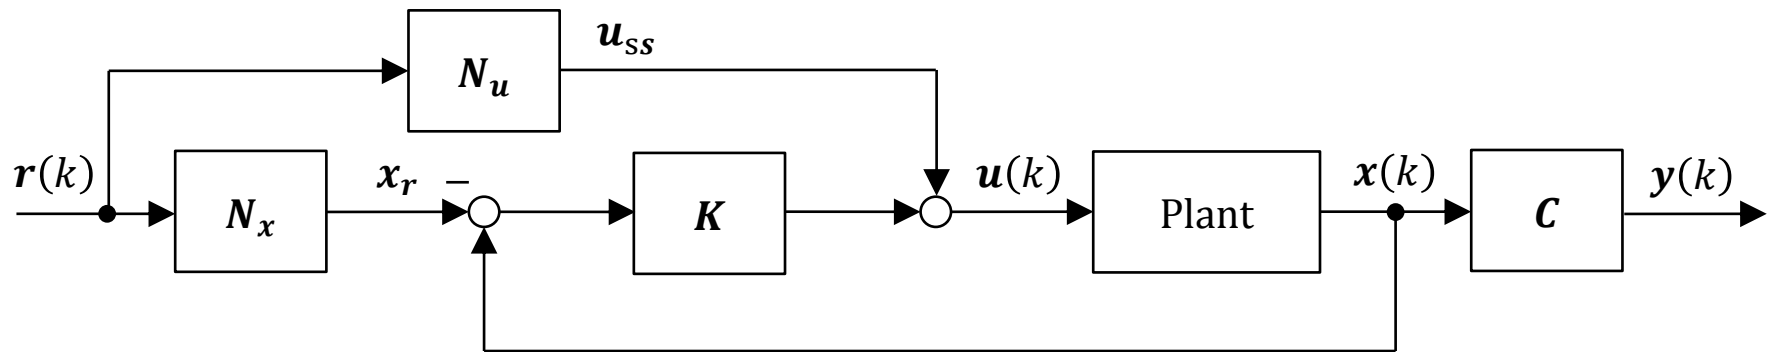 u_ss
N_u
r(k)
N_x
x_r
−
K
u(k)
Plant
x(k)
C
y(k)